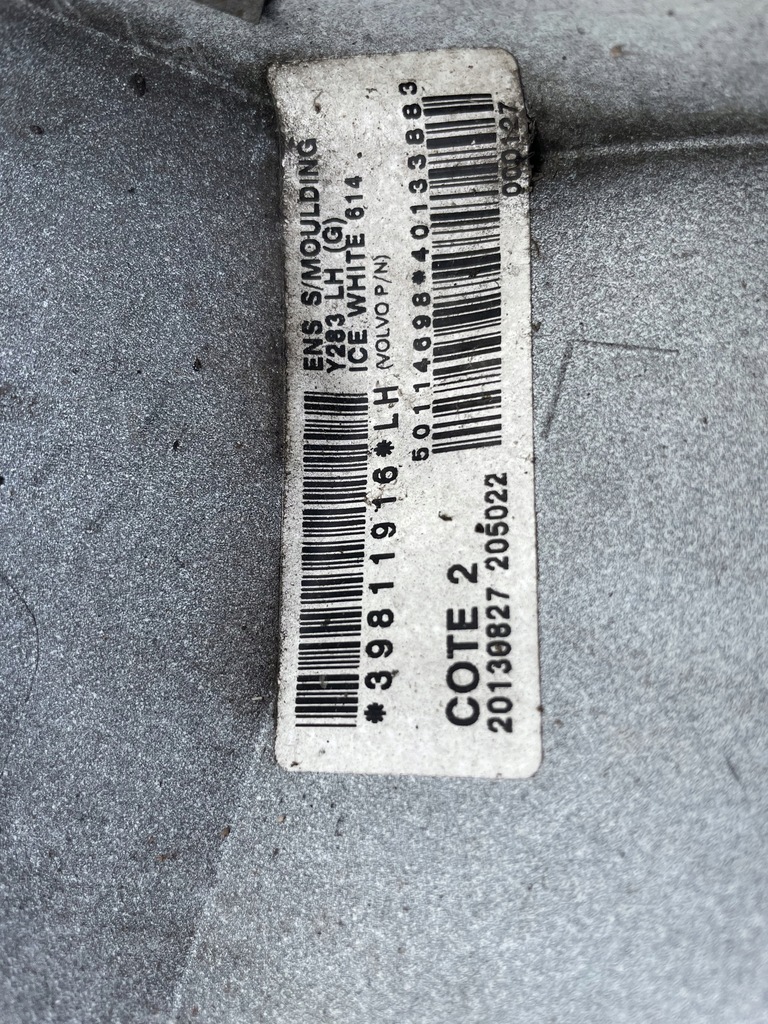 ENS S/MOULDING
Y283 LH (G)
ICE WHITE 614
*39811916*LH (VOLVO P/N)
50114698*40133883
000127
COTE 2
20130827 205022